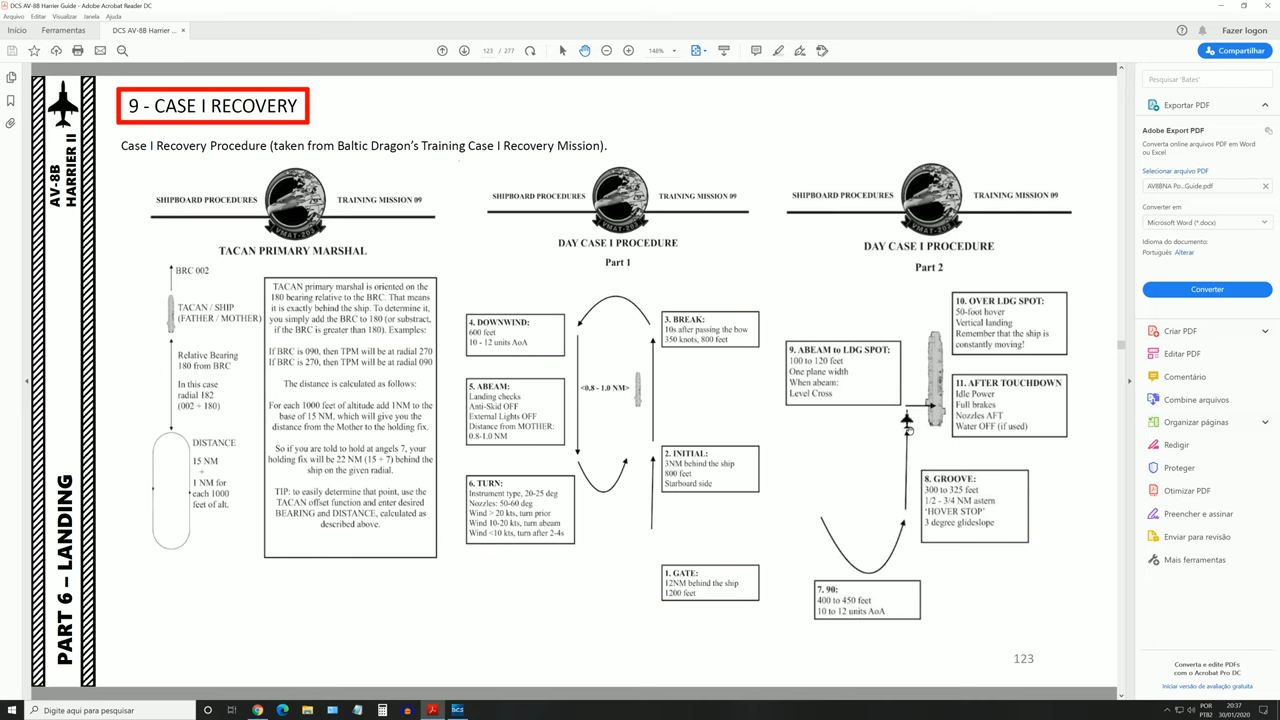 DCS AV-8B Harrier Guide - Adobe Acrobat Reader DC
Arquivo Editar Visualizar Janela Ajuda
Início Ferramentas DCS AV-8B Harrier ... × Fazer logon
123 / 277 148% Compartilhar
9 - CASE I RECOVERY
Case I Recovery Procedure (taken from Baltic Dragon's Training Case I Recovery Mission).
AV-8B
HARRIER II
PART 6 – LANDING
SHIPBOARD PROCEDURES TRAINING MISSION 09
VMAT-203
TACAN PRIMARY MARSHAL
BRC 002
TACAN / SHIP
(FATHER / MOTHER)
Relative Bearing
180 from BRC
In this case
radial 182
(002 + 180)
DISTANCE
15 NM
+
1 NM for
each 1000
feet of alt.
TACAN primary marshal is oriented on the
180 bearing relative to the BRC. That means
it is exactly behind the ship. To determine it,
you simply add the BRC to 180 (or substract,
if the BRC is greater than 180). Examples:
If BRC is 090, then TPM will be at radial 270
If BRC is 270, then TPM will be at radial 090
The distance is calculated as follows:
For each 1000 feet of altitude add 1NM to the
base of 15 NM, which will give you the
distance from the Mother to the holding fix.
So if you are told to hold at angels 7, your
holding fix will be 22 NM (15 + 7) behind the
ship on the given radial.
TIP: to easily determine that point, use the
TACAN offset function and enter desired
BEARING and DISTANCE, calculated as
described above.
SHIPBOARD PROCEDURES TRAINING MISSION 09
VMAT-203
DAY CASE I PROCEDURE
Part 1
4. DOWNWIND:
600 feet
10 - 12 units AoA
3. BREAK:
10s after passing the bow
350 knots, 800 feet
5. ABEAM:
Landing checks
Anti-Skid OFF
External Lights OFF
Distance from MOTHER:
0.8-1.0 NM
<0.8 - 1.0 NM>
2. INITIAL:
3NM behind the ship
800 feet
Starboard side
6. TURN:
Instrument type, 20-25 deg
Nozzles: 50-60 deg
Wind > 20 kts, turn prior
Wind 10-20 kts, turn abeam
Wind <10 kts, turn after 2-4s
1. GATE:
12NM behind the ship
1200 feet
SHIPBOARD PROCEDURES TRAINING MISSION 09
VMAT-203
DAY CASE I PROCEDURE
Part 2
10. OVER LDG SPOT:
50-foot hover
Vertical landing
Remember that the ship is
constantly moving!
9. ABEAM to LDG SPOT:
100 to 120 feet
One plane width
When abeam:
Level Cross
11. AFTER TOUCHDOWN
Idle Power
Full brakes
Nozzles AFT
Water OFF (if used)
8. GROOVE:
300 to 325 feet
1/2 - 3/4 NM astern
'HOVER STOP'
3 degree glideslope
7. 90:
400 to 450 feet
10 to 12 units AoA
123
Pesquisar 'Bates'
Exportar PDF
Adobe Export PDF
Converta arquivos PDF em Word
ou Excel online
Selecionar arquivo PDF
AV8BNA Po...Guide.pdf ×
Converter em
Microsoft Word (*.docx)
Idioma do documento:
Português Alterar
Converter
Criar PDF
Editar PDF
Comentário
Combine arquivos
Organizar páginas
Redigir
Proteger
Otimizar PDF
Preencher e assinar
Enviar para revisão
Mais ferramentas
Converta e edite PDFs
com o Acrobat Pro DC
Iniciar versão de avaliação gratuita
Digite aqui para pesquisar
POR
PTB2
20:37
30/01/2020